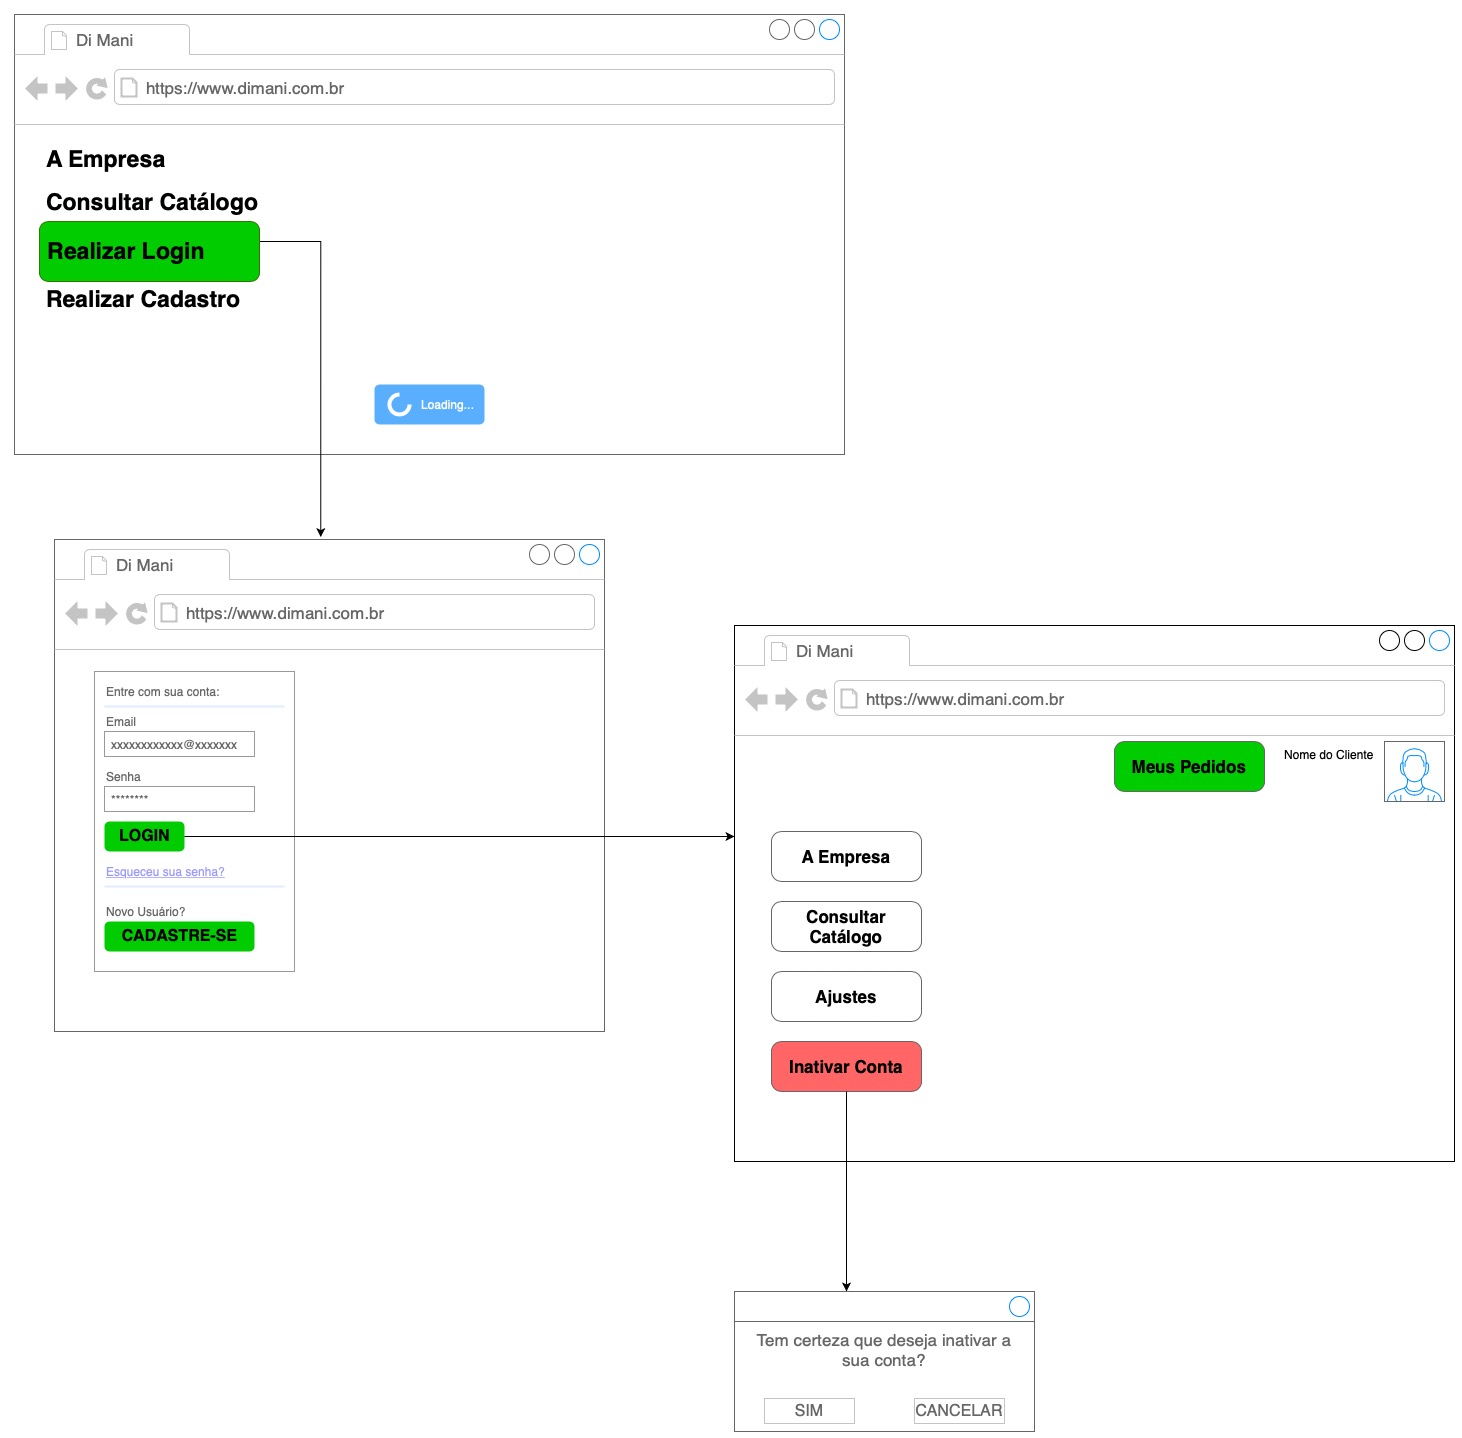 Di Mani
https://www.dimani.com.br
A Empresa
Consultar Catálogo
Realizar Login
Realizar Cadastro
Loading...
Di Mani
https://www.dimani.com.br
Entre com sua conta:
Email
xxxxxxxxxxxx@xxxxxxx
Senha
********
LOGIN
Esqueceu sua senha?
Novo Usuário?
CADASTRE-SE
Di Mani
https://www.dimani.com.br
Meus Pedidos
Nome do Cliente
A Empresa
Consultar
Catálogo
Ajustes
Inativar Conta
Tem certeza que deseja inativar a
sua conta?
SIM
CANCELAR